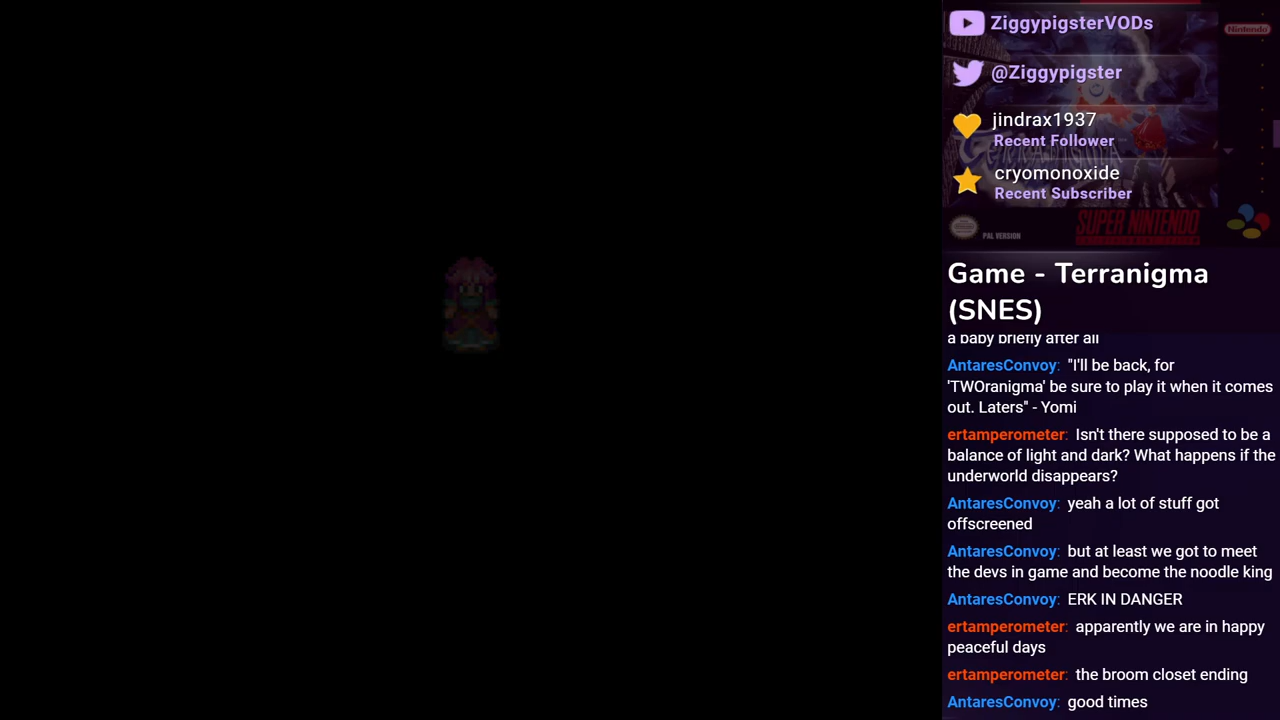 ZiggypigsterVODs
Nintendo
@Ziggypigster
jindrax1937
Recent Follower
cryomonoxide
Recent Subscriber
PAL VERSION
SUPER NINTENDO
Game - Terranigma
(SNES)
a baby briefly after all
AntaresConvoy: "I'll be back, for
'TWOranigma' be sure to play it when it comes
out. Laters" - Yomi
ertamperometer: Isn't there supposed to be a
balance of light and dark? What happens if the
underworld disappears?
AntaresConvoy: yeah a lot of stuff got
offscreened
AntaresConvoy: but at least we got to meet
the devs in game and become the noodle king
AntaresConvoy: ERK IN DANGER
ertamperometer: apparently we are in happy
peaceful days
ertamperometer: the broom closet ending
AntaresConvoy: good times